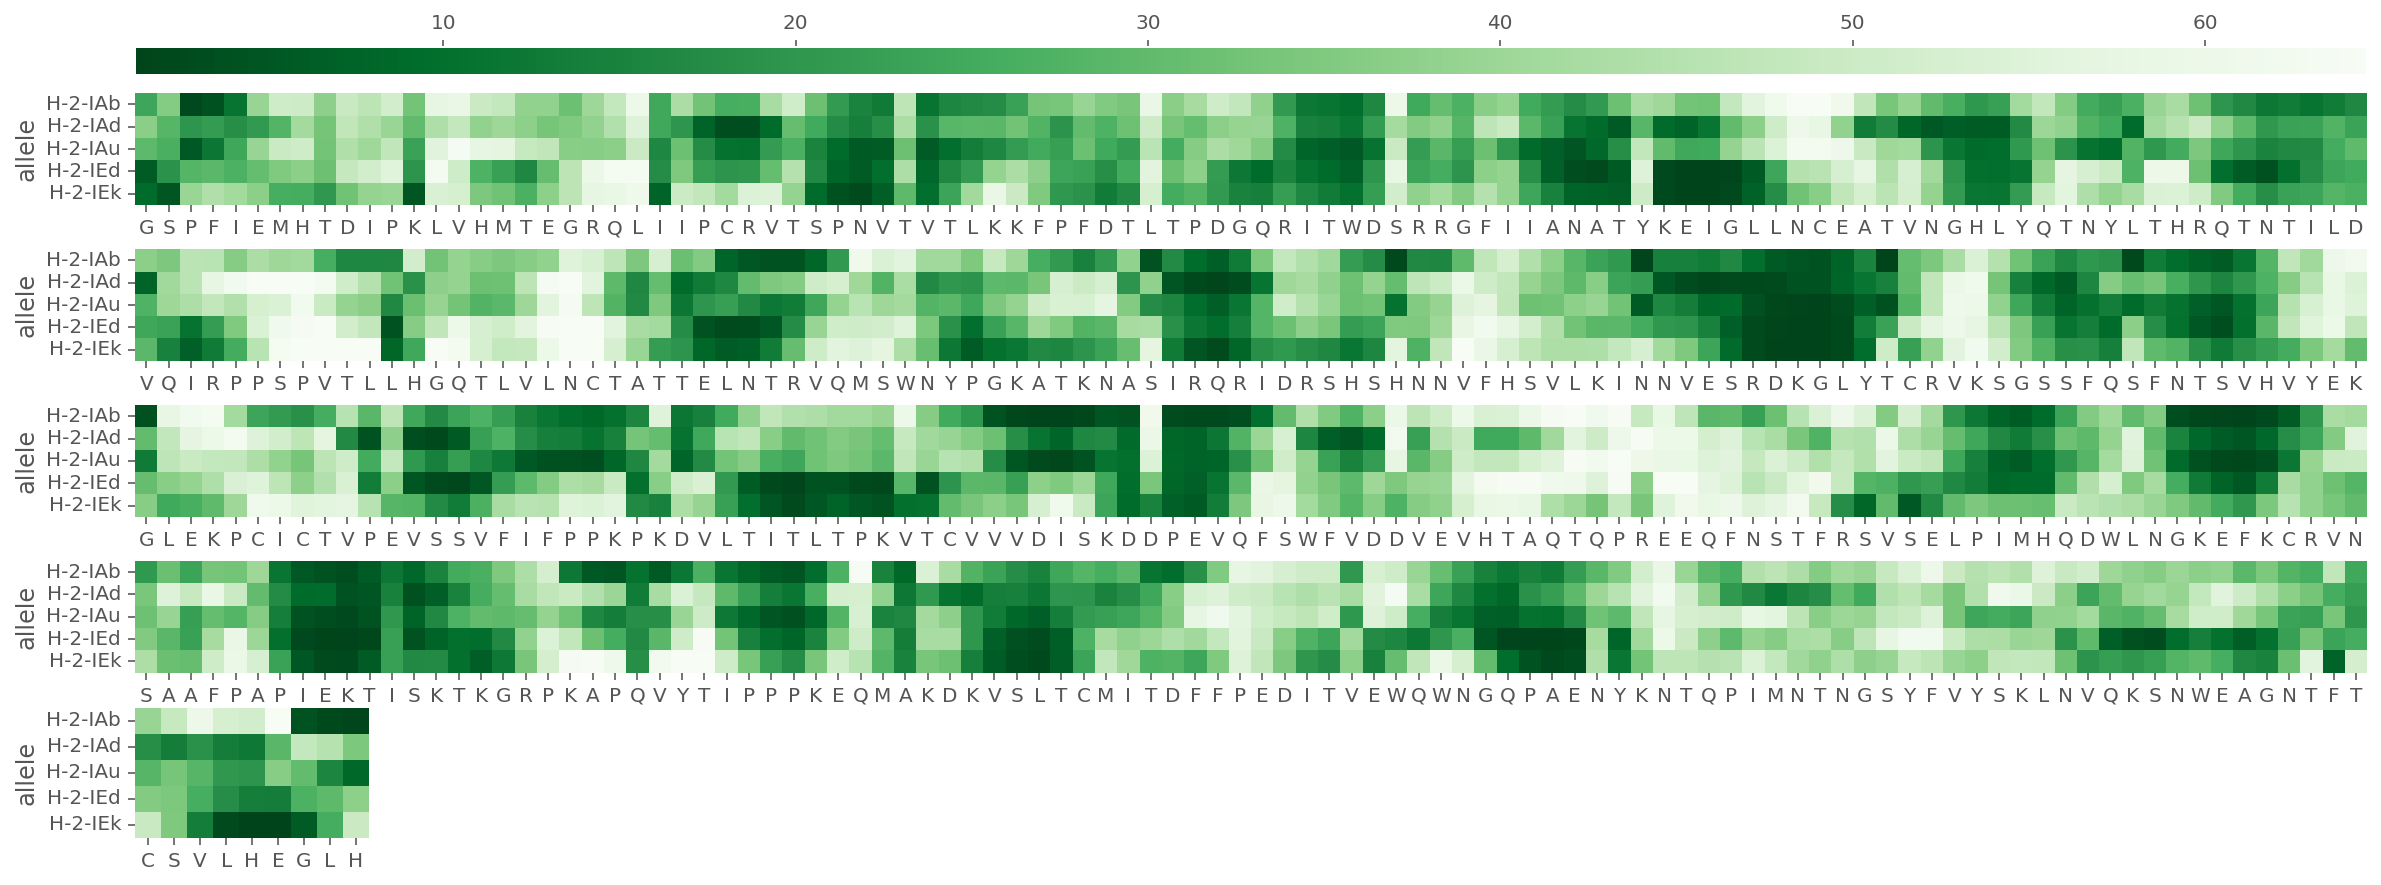 10 20 30 40 50 60
allele
H-2-IAb
H-2-IAd
H-2-IAu
H-2-IEd
H-2-IEk
G S P F I E M H T D I P K L V H M T E G R Q L I I P C R V T S P N V T V T L K K F P F D T L T P D G Q R I T W D S R R G F I I A N A T Y K E I G L L N C E A T V N G H L Y Q T N Y L T H R Q T N T I L D
allele
H-2-IAb
H-2-IAd
H-2-IAu
H-2-IEd
H-2-IEk
V Q I R P P S P V T L L H G Q T L V L N C T A T T E L N T R V Q M S W N Y P G K A T K N A S I R Q R I D R S H S H N N V F H S V L K I N N V E S R D K G L Y T C R V K S G S S F Q S F N T S V H V Y E K
allele
H-2-IAb
H-2-IAd
H-2-IAu
H-2-IEd
H-2-IEk
G L E K P C I C T V P E V S S V F I F P P K P K D V L T I T L T P K V T C V V V D I S K D D P E V Q F S W F V D D V E V H T A Q T Q P R E E Q F N S T F R S V S E L P I M H Q D W L N G K E F K C R V N
allele
H-2-IAb
H-2-IAd
H-2-IAu
H-2-IEd
H-2-IEk
S A A F P A P I E K T I S K T K G R P K A P Q V Y T I P P P K E Q M A K D K V S L T C M I T D F F P E D I T V E W Q W N G Q P A E N Y K N T Q P I M N T N G S Y F V Y S K L N V Q K S N W E A G N T F T
allele
H-2-IAb
H-2-IAd
H-2-IAu
H-2-IEd
H-2-IEk
C S V L H E G L H